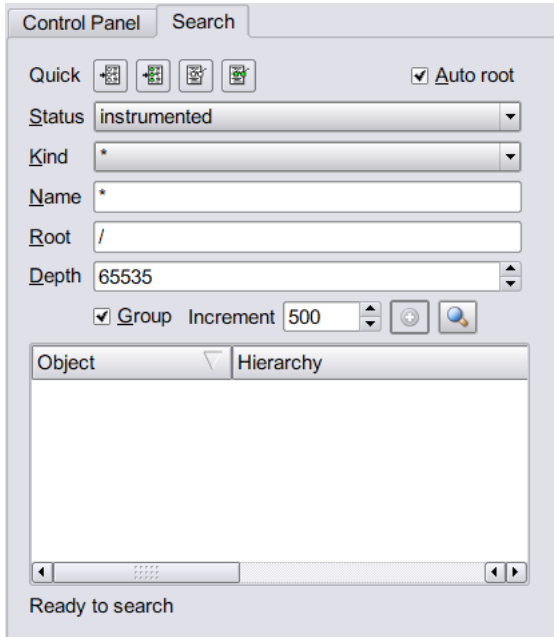 Control Panel Search
Quick Auto root
Status instrumented
Kind *
Name *
Root /
Depth 65535
Group Increment 500
Object Hierarchy
Ready to search